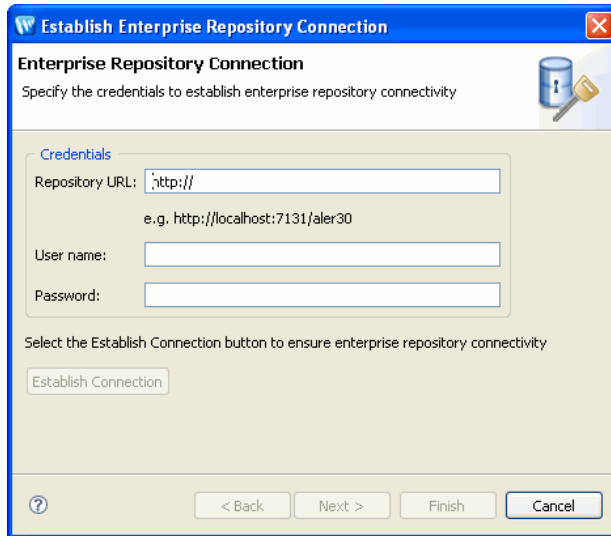 Establish Enterprise Repository Connection
Enterprise Repository Connection
Specify the credentials to establish enterprise repository connectivity
Credentials
Repository URL: http://
e.g. http://localhost:7131/aler30
User name:
Password:
Select the Establish Connection button to ensure enterprise repository connectivity
Establish Connection
? < Back Next > Finish Cancel